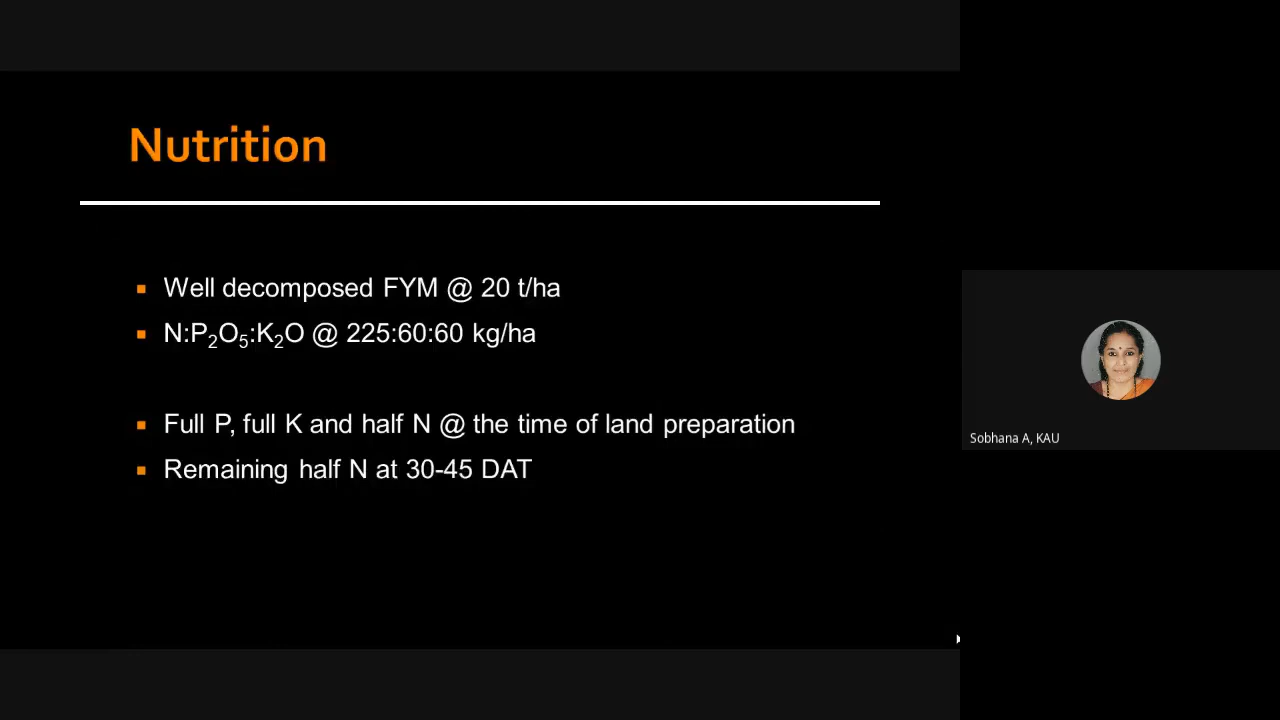 Nutrition
Well decomposed FYM @ 20 t/ha
N:P₂O₅:K₂O @ 225:60:60 kg/ha
Full P, full K and half N @ the time of land preparation
Remaining half N at 30-45 DAT
Sobhana A, KAU